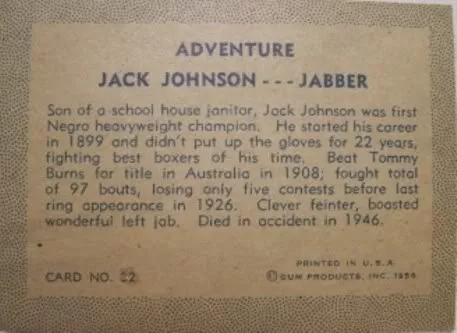 ADVENTURE
JACK JOHNSON --- JABBER
Son of a school house janitor, Jack Johnson was first
Negro heavyweight champion. He started his career
in 1899 and didn't put up the gloves for 22 years,
fighting best boxers of his time. Beat Tommy
Burns for title in Australia in 1908; fought total
of 97 bouts, losing only five contests before last
ring appearance in 1926. Clever feinter, boasted
wonderful left jab. Died in accident in 1946.
PRINTED IN U.S.A.
CARD NO. 22 ©GUM PRODUCTS, INC. 1956